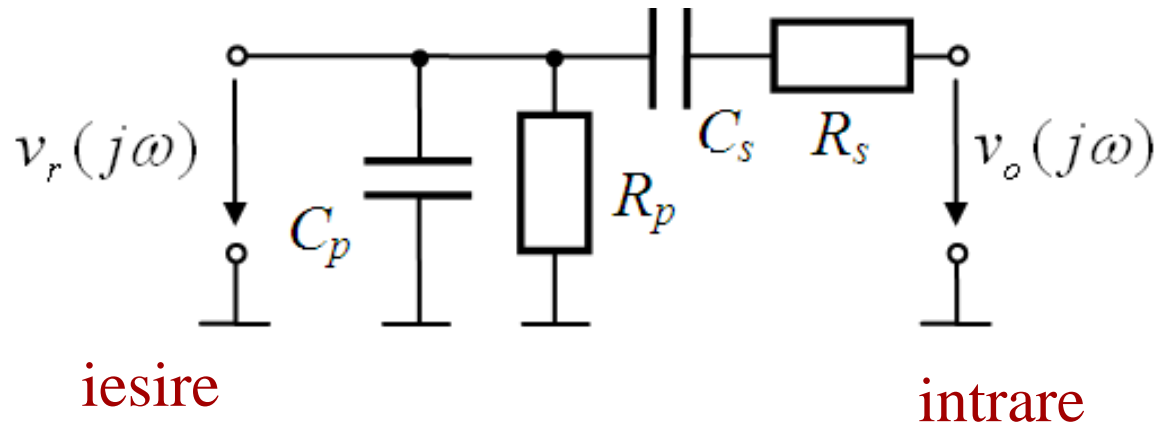 C_s
R_s
v_r(jω)
v_o(jω)
C_p
R_p
iesire
intrare